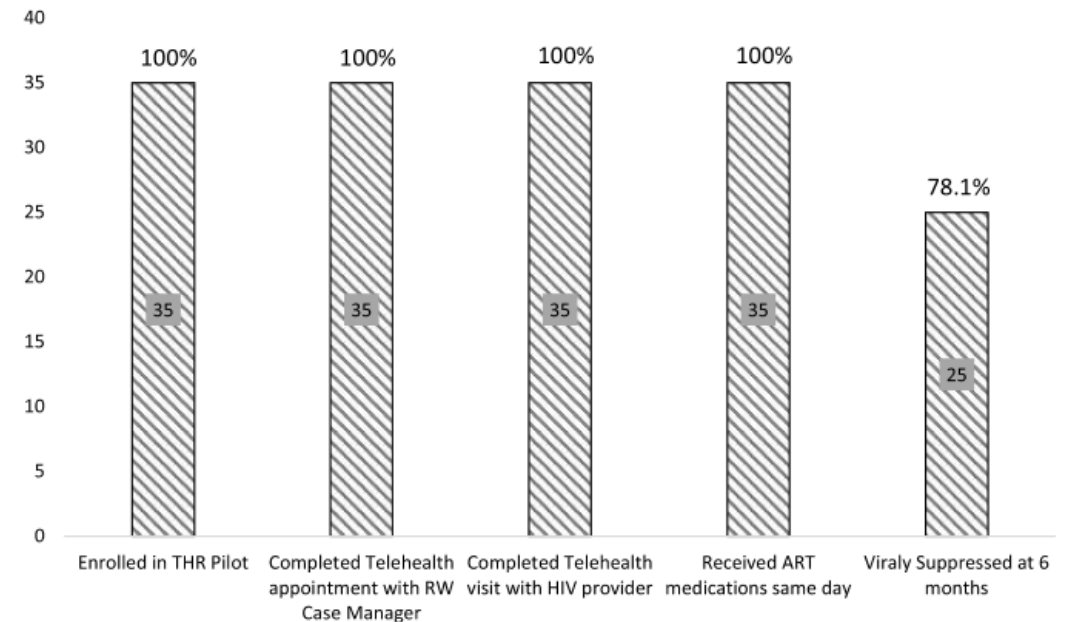 40
35
30
25
20
15
10
5
0
100%
100%
100%
100%
78.1%
35
35
35
35
25
Enrolled in THR Pilot
Completed Telehealth
appointment with RW
Case Manager
Completed Telehealth
visit with HIV provider
Received ART
medications same day
Viraly Suppressed at 6
months